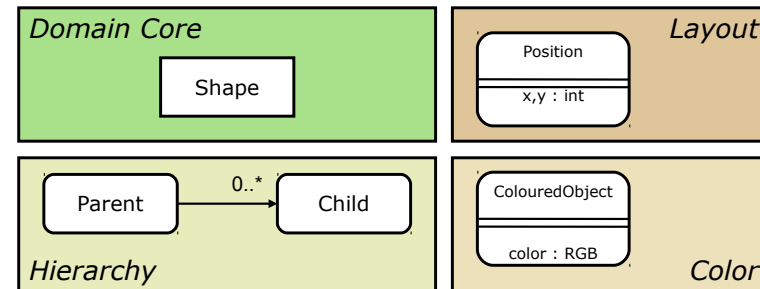 Domain Core
Shape
Layout
Position
x,y : int
Parent
0..*
Child
Hierarchy
ColouredObject
color : RGB
Color